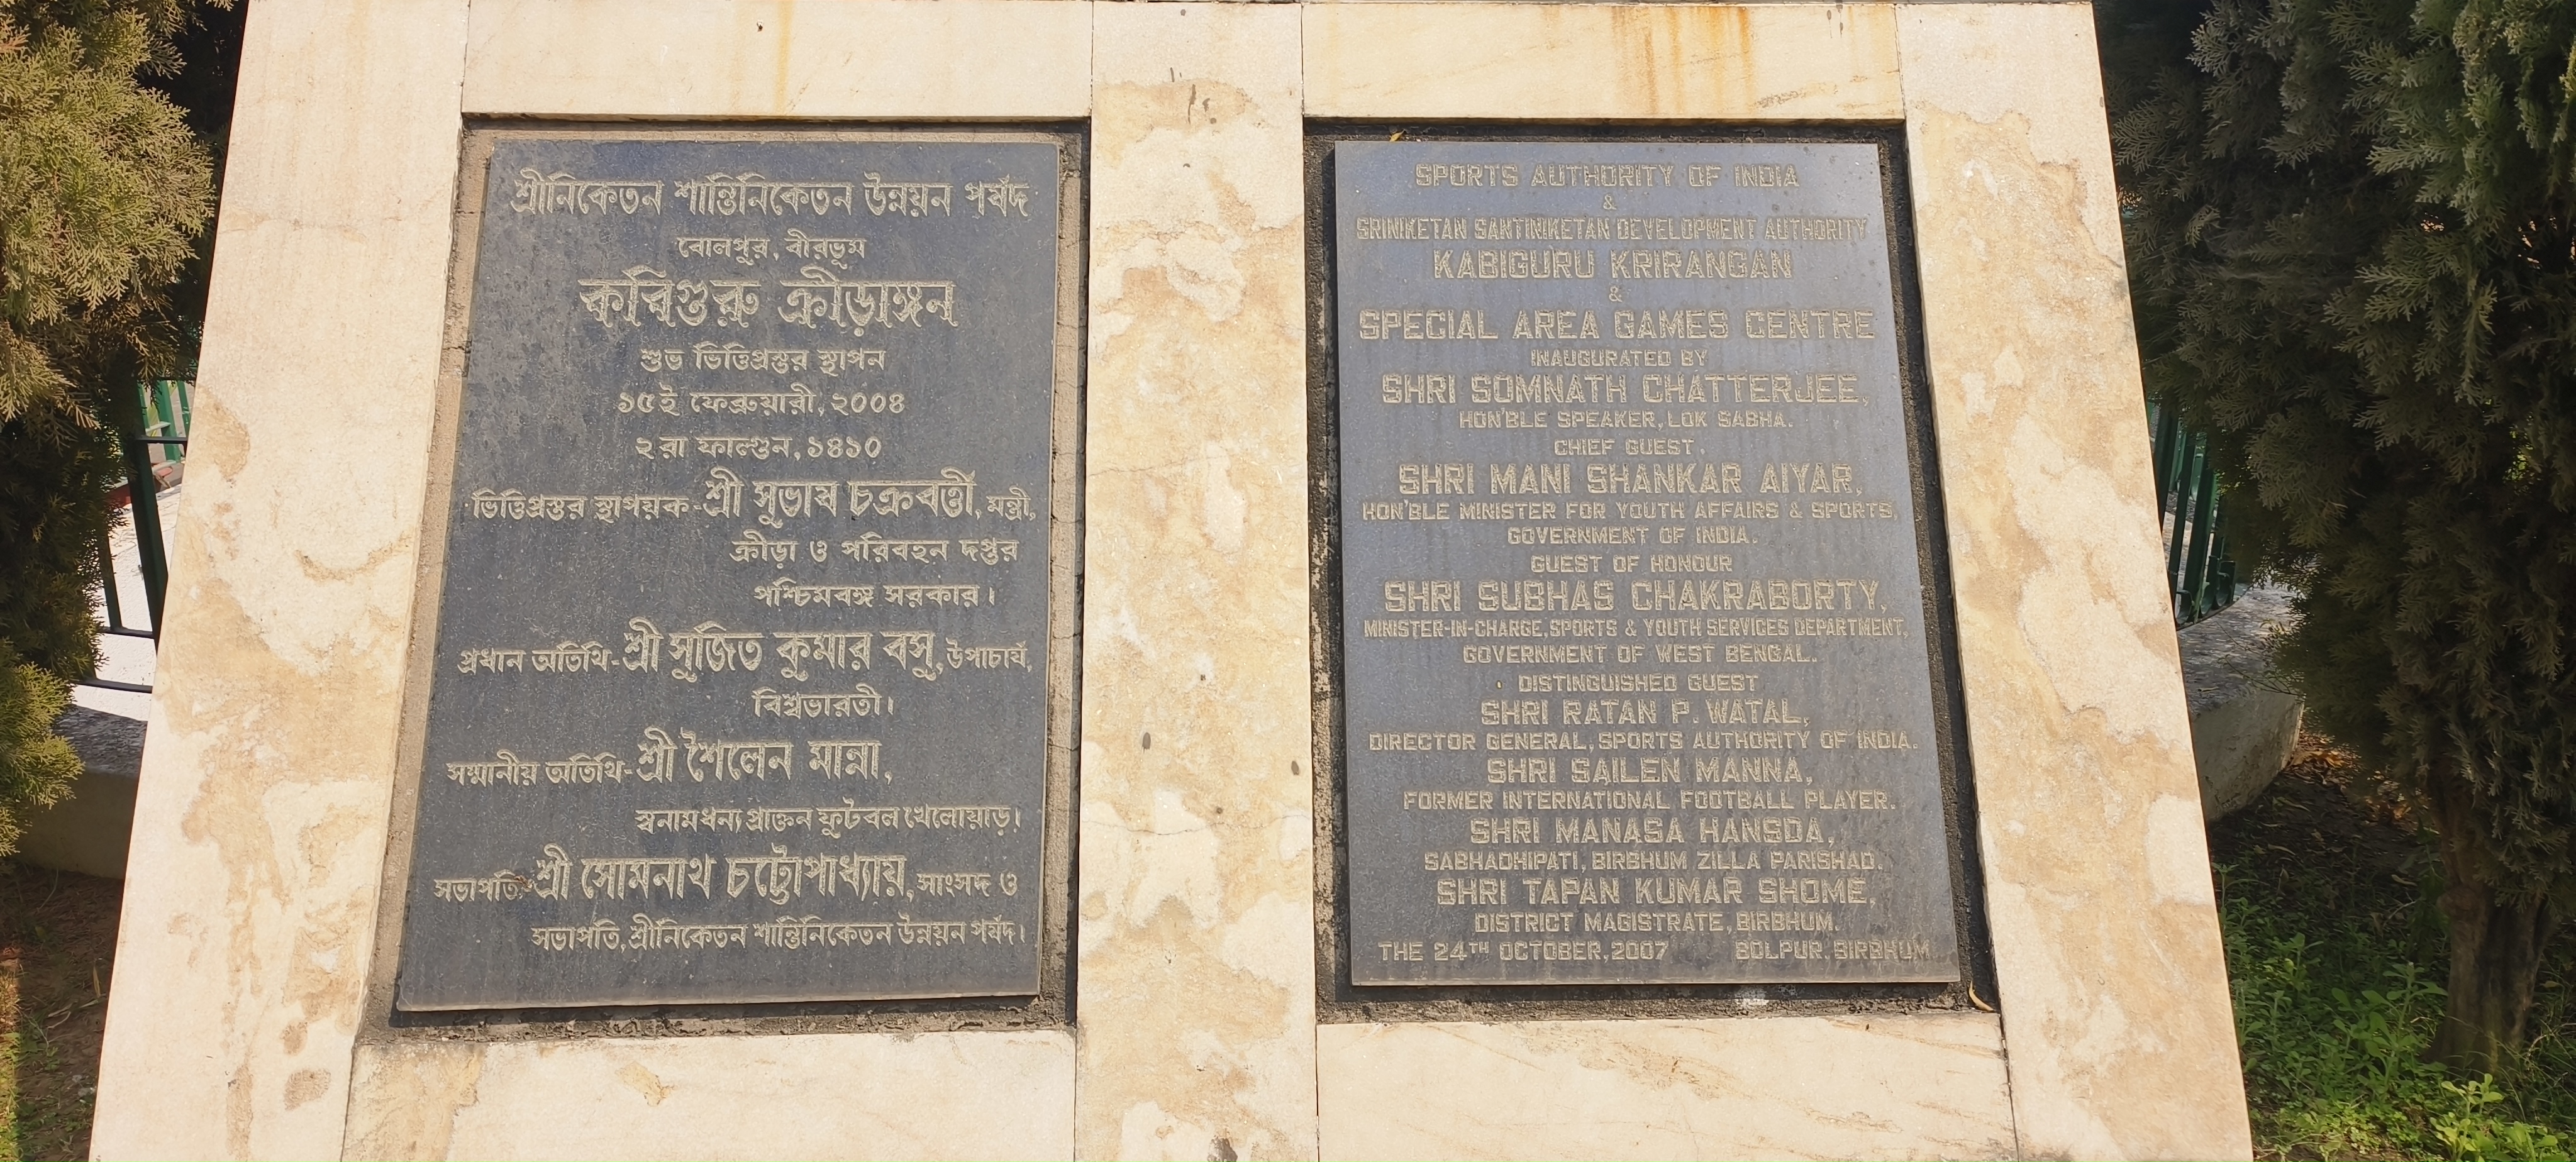 শ্রীনিকেতন শান্তিনিকেতন উন্নয়ন পর্ষদ
বোলপুর, বীরভূম
কবিগুরু ক্রীড়াঙ্গন
শুভ ভিত্তিপ্রস্তর স্থাপন
১৫ই ফেব্রুয়ারী, ২০০৪
২রা ফাল্গুন, ১৪১০
ভিত্তিপ্রস্তর স্থাপয়ক-শ্রী সুভাষ চক্রবর্ত্তী, মন্ত্রী,
ক্রীড়া ও পরিবহন দপ্তর
পশ্চিমবঙ্গ সরকার।
প্রধান অতিথি-শ্রী সুজিত কুমার বসু, উপাচার্য,
বিশ্বভারতী।
সম্মানীয় অতিথি-শ্রী শৈলেন মান্না,
স্বনামধন্য প্রাক্তন ফুটবল খেলোয়াড়।
সভাপতি-শ্রী সোমনাথ চট্টোপাধ্যায়, সাংসদ ও
সভাপতি, শ্রীনিকেতন শান্তিনিকেতন উন্নয়ন পর্ষদ।
SPORTS AUTHORITY OF INDIA
&
SRINIKETAN SANTINIKETAN DEVELOPMENT AUTHORITY
KABIGURU KRIRANGAN
&
SPECIAL AREA GAMES CENTRE
INAUGURATED BY
SHRI SOMNATH CHATTERJEE,
HON'BLE SPEAKER, LOK SABHA.
CHIEF GUEST,
SHRI MANI SHANKAR AIYAR,
HON'BLE MINISTER FOR YOUTH AFFAIRS & SPORTS,
GOVERNMENT OF INDIA.
GUEST OF HONOUR
SHRI SUBHAS CHAKRABORTY,
MINISTER-IN-CHARGE, SPORTS & YOUTH SERVICES DEPARTMENT,
GOVERNMENT OF WEST BENGAL.
DISTINGUISHED GUEST
SHRI RATAN P. WATAL,
DIRECTOR GENERAL, SPORTS AUTHORITY OF INDIA.
SHRI SAILEN MANNA,
FORMER INTERNATIONAL FOOTBALL PLAYER.
SHRI MANASA HANSDA,
SABHADHIPATI, BIRBHUM ZILLA PARISHAD.
SHRI TAPAN KUMAR SHOME,
DISTRICT MAGISTRATE, BIRBHUM.
THE 24TH OCTOBER, 2007 BOLPUR. BIRBHUM